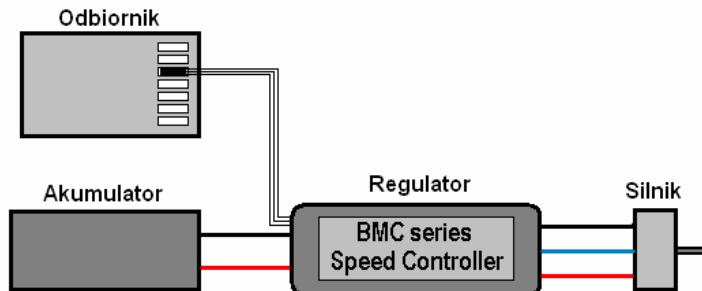 Odbiornik
Akumulator
Regulator
Silnik
BMC series
Speed Controller